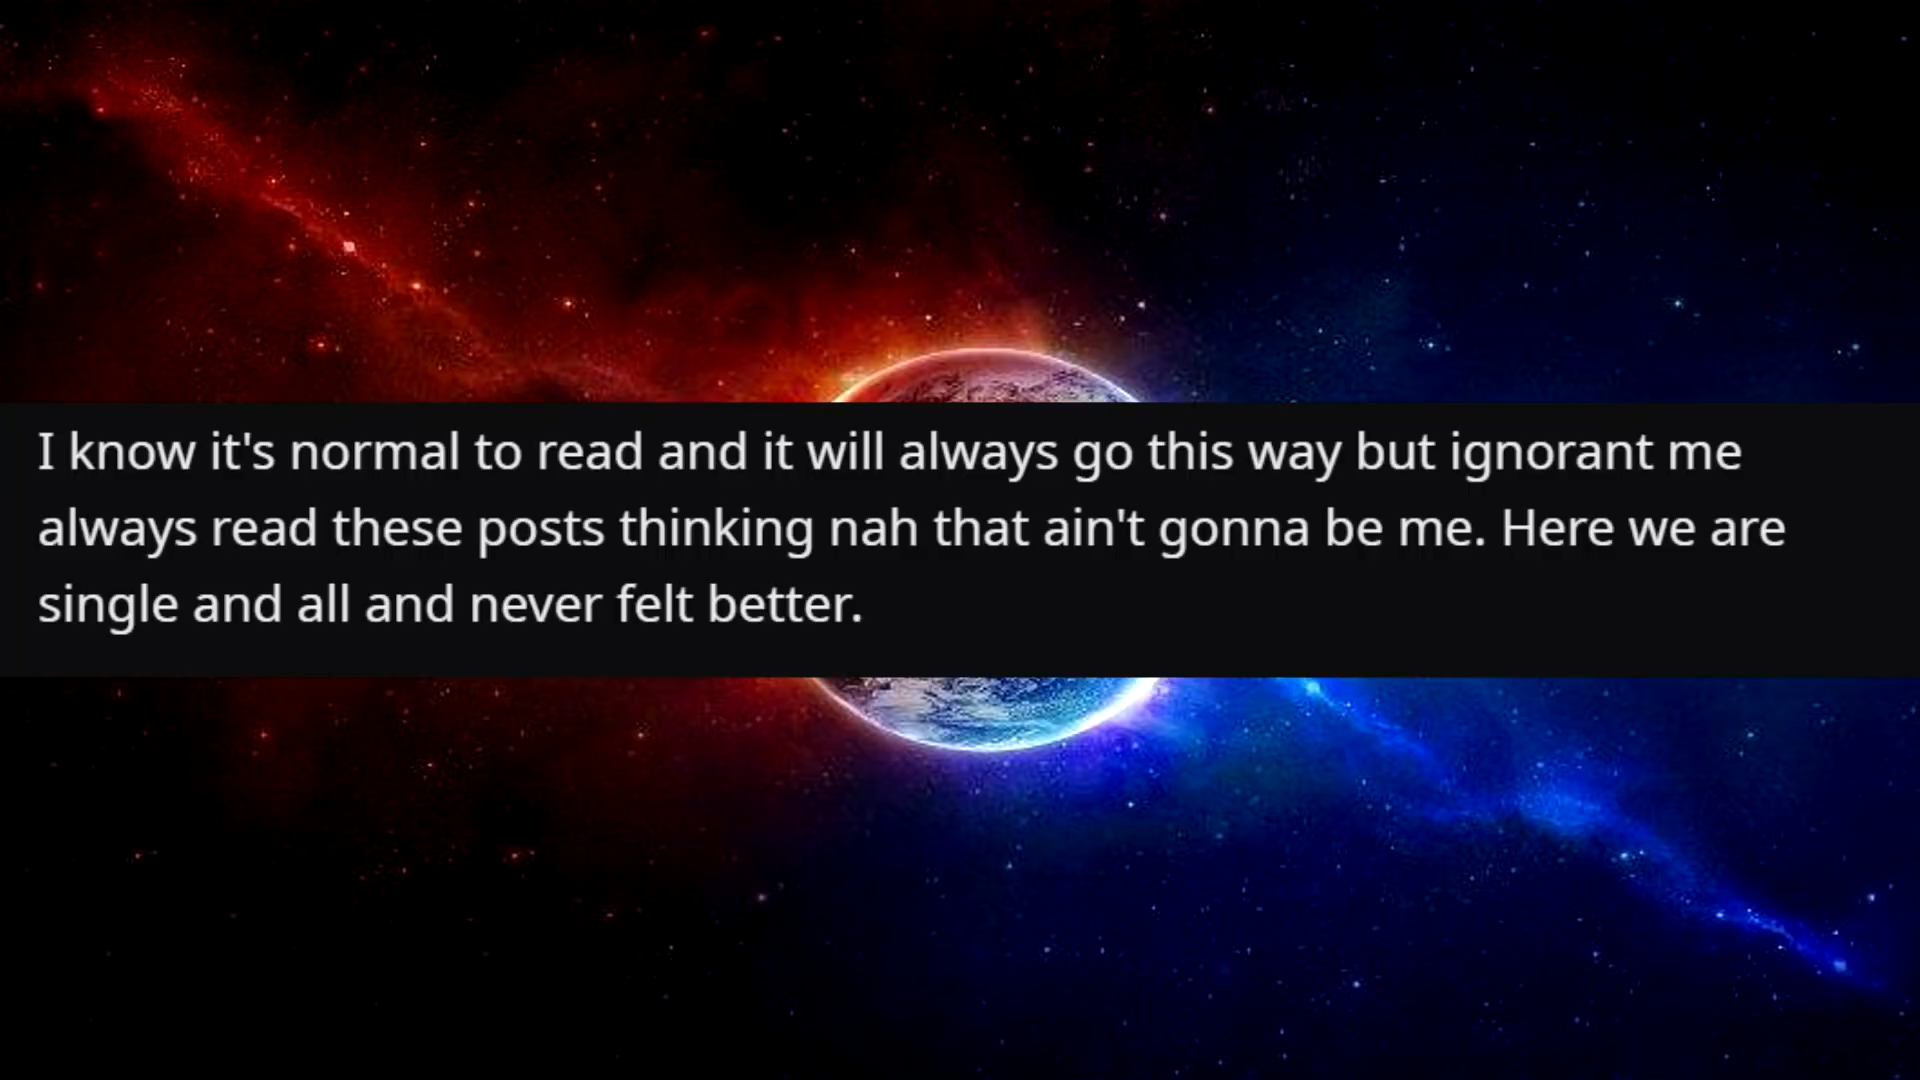 I know it's normal to read and it will always go this way but ignorant me
always read these posts thinking nah that ain't gonna be me. Here we are
single and all and never felt better.